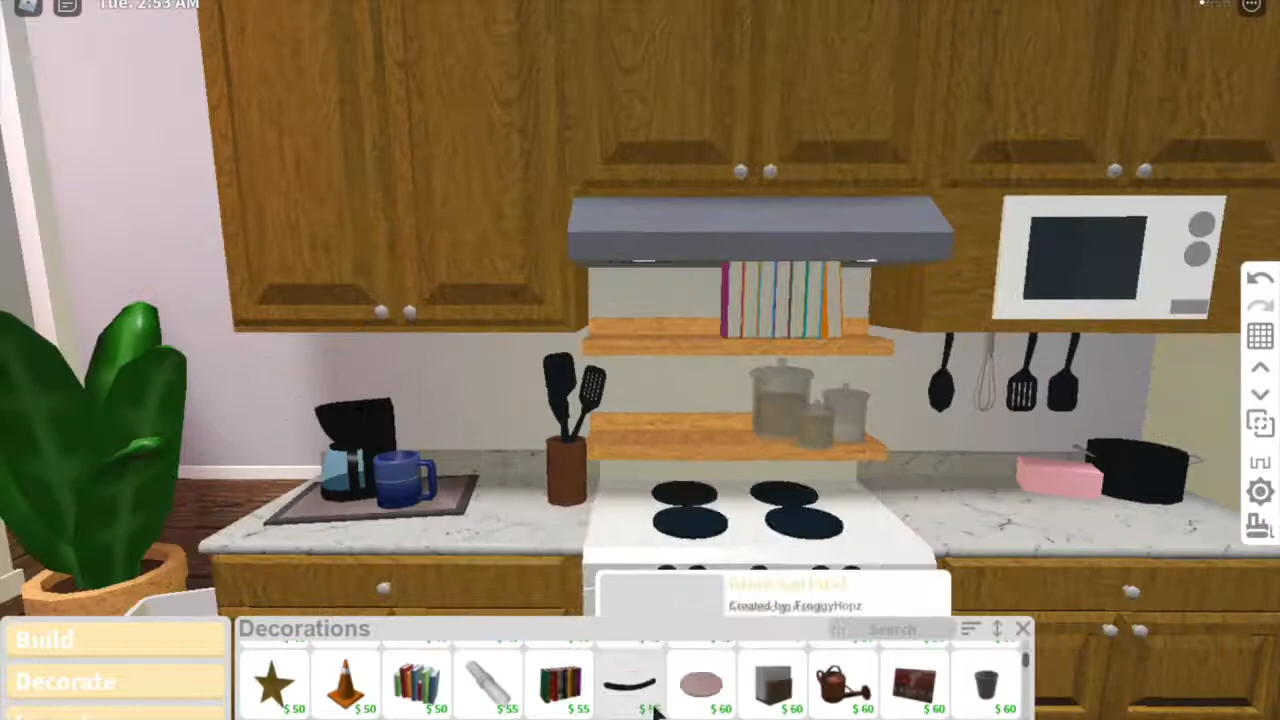 Tue. 2:53 AM
Created by: FroggyHopz
Build
Decorations
Search
Decorate
$ 50
$ 50
$ 50
$ 55
$ 55
$ 60
$ 60
$ 60
$ 60
$ 60